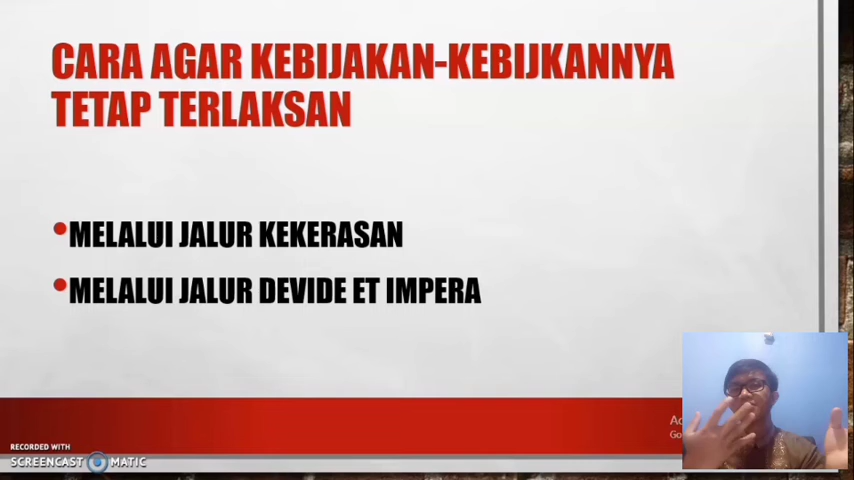 CARA AGAR KEBIJAKAN-KEBIJKANNYA
TETAP TERLAKSAN
•MELALUI JALUR KEKERASAN
•MELALUI JALUR DEVIDE ET IMPERA
RECORDED WITH
SCREENCAST MATIC